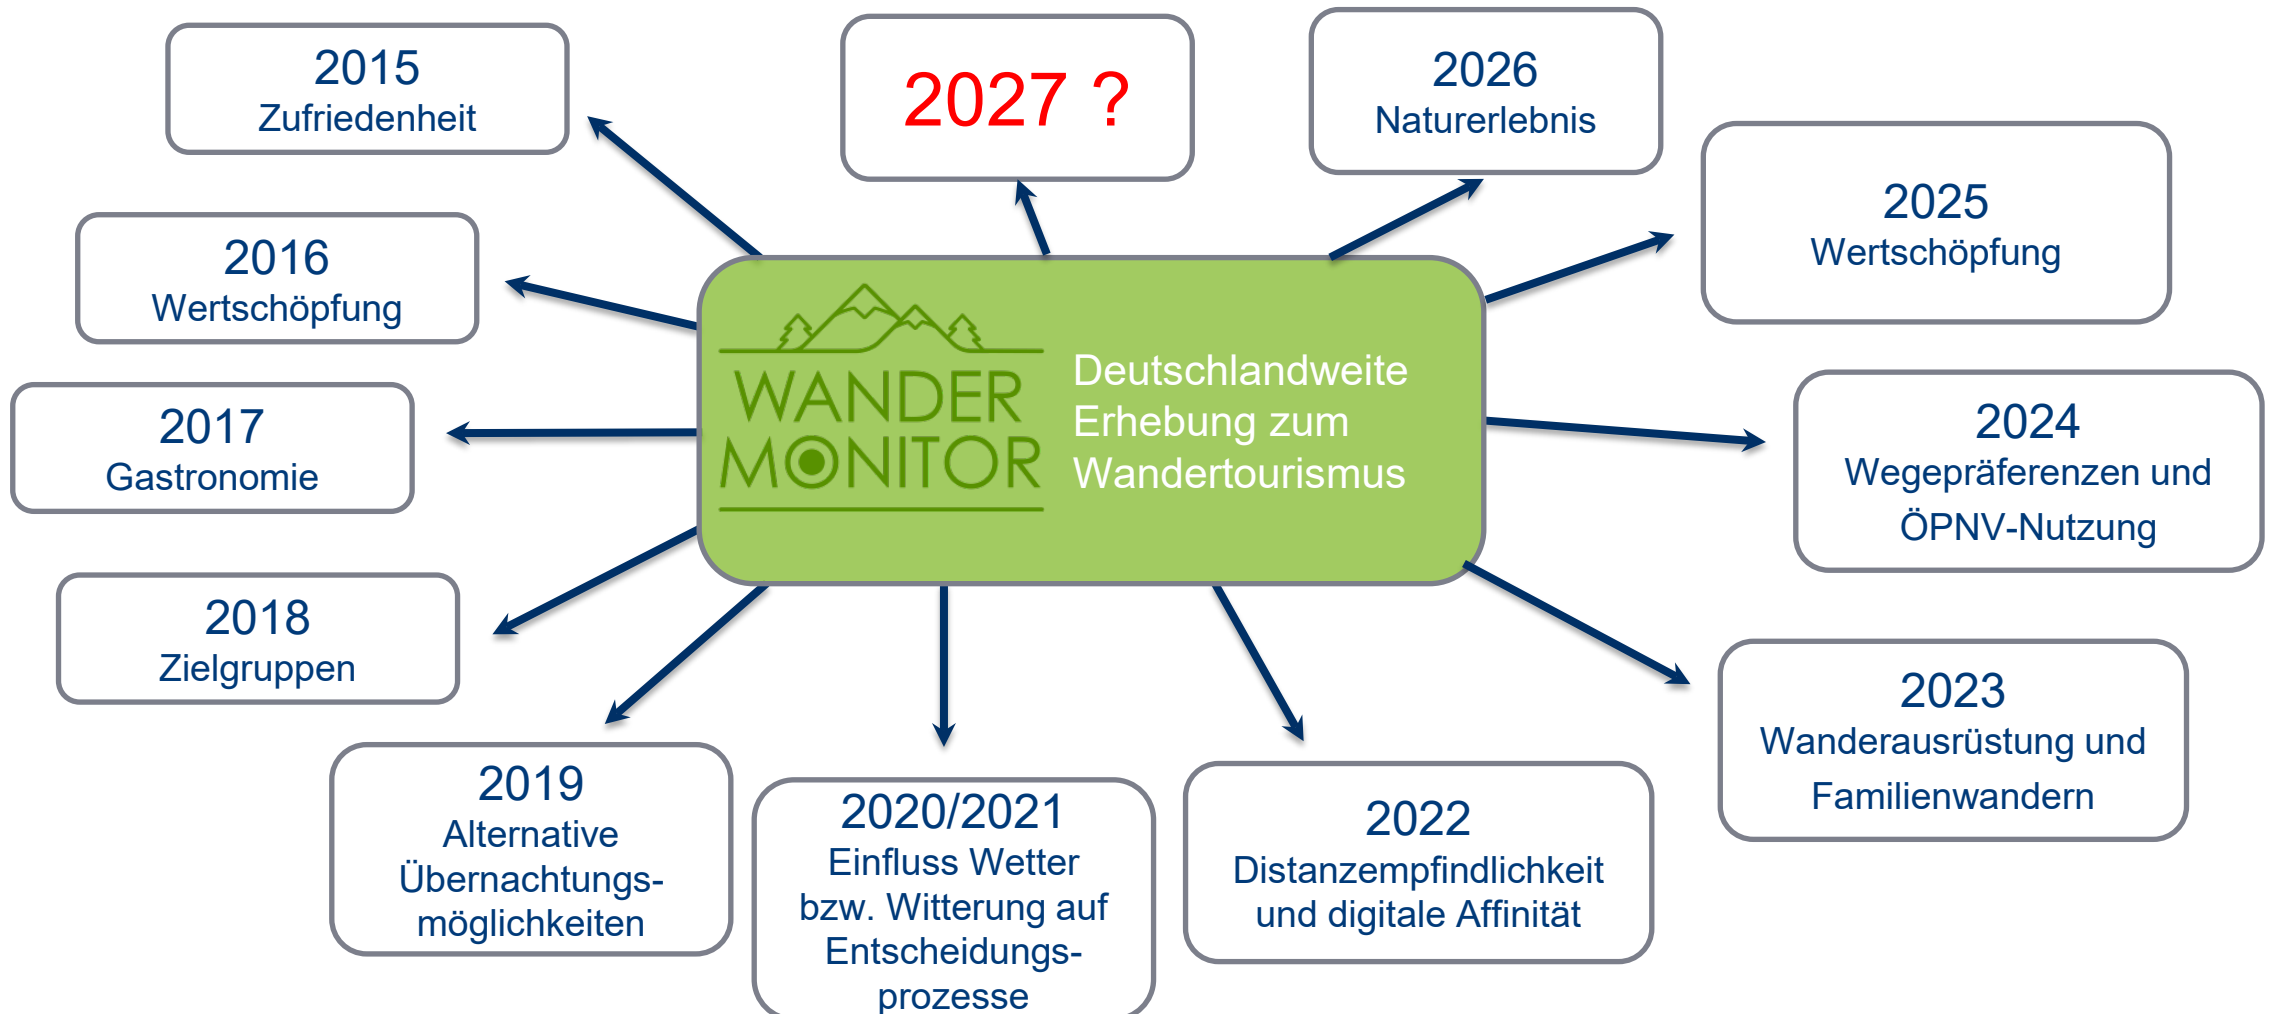 2015
Zufriedenheit
2027 ?
2026
Naturerlebnis
2025
Wertschöpfung
2016
Wertschöpfung
WANDER
MONITOR
Deutschlandweite
Erhebung zum
Wandertourismus
2017
Gastronomie
2024
Wegepräferenzen und
ÖPNV-Nutzung
2018
Zielgruppen
2023
Wanderausrüstung und
Familienwandern
2019
Alternative
Übernachtungs-
möglichkeiten
2020/2021
Einfluss Wetter
bzw. Witterung auf
Entscheidungs-
prozesse
2022
Distanzempfindlichkeit
und digitale Affinität